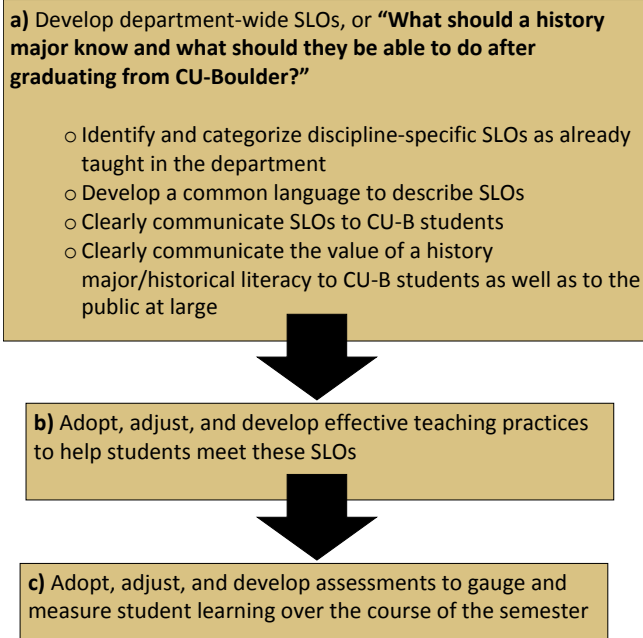 a) Develop department-wide SLOs, or “What should a history
major know and what should they be able to do after
graduating from CU-Boulder?”
o Identify and categorize discipline-specific SLOs as already
taught in the department
o Develop a common language to describe SLOs
o Clearly communicate SLOs to CU-B students
o Clearly communicate the value of a history
major/historical literacy to CU-B students as well as to the
public at large
b) Adopt, adjust, and develop effective teaching practices
to help students meet these SLOs
c) Adopt, adjust, and develop assessments to gauge and
measure student learning over the course of the semester